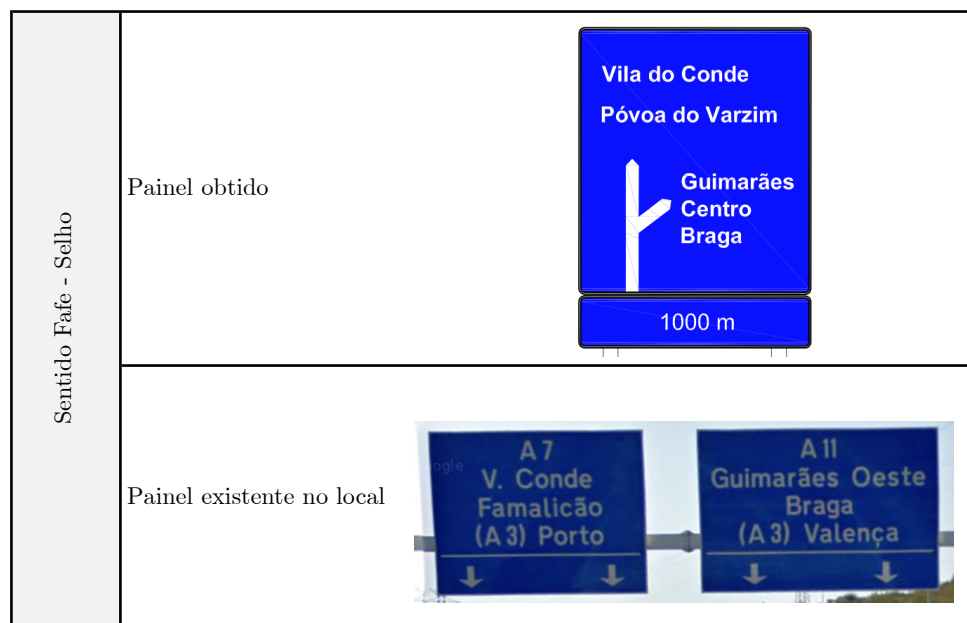 Sentido Fafe - Selho
Painel obtido
Vila do Conde
Póvoa do Varzim
Guimarães
Centro
Braga
1000 m
Painel existente no local
A 7
V. Conde
Famalicão
(A 3) Porto
A 11
Guimarães Oeste
Braga
(A 3) Valença